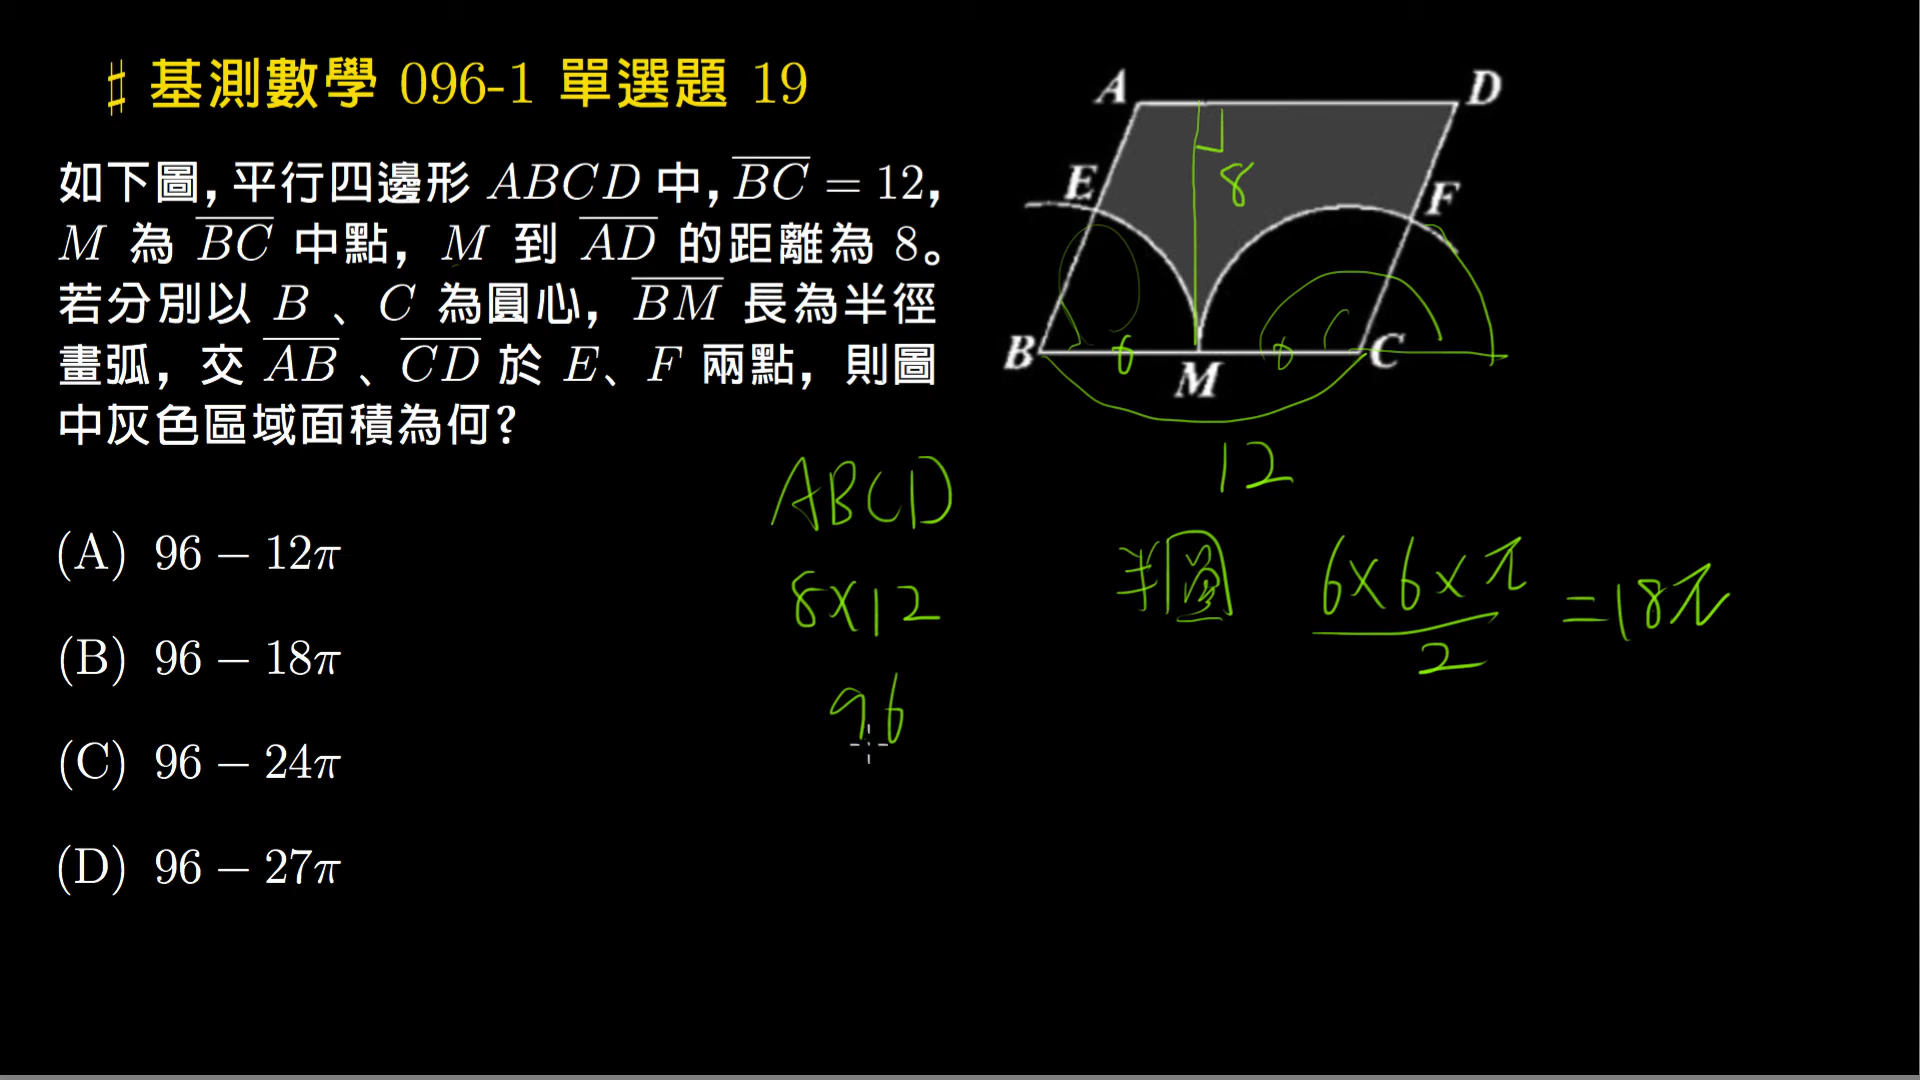 ♯ 基測數學 096-1 單選題 19
如下圖，平行四邊形 ABCD 中，BC = 12，
M 為 BC 中點，M 到 AD 的距離為 8。
若分別以 B 、C 為圓心，BM 長為半徑
畫弧，交 AB 、CD 於 E、F 兩點，則圖
中灰色區域面積為何？
(A) 96 − 12π
(B) 96 − 18π
(C) 96 − 24π
(D) 96 − 27π
A
D
E
8
F
B
6
M
6
C
12
ABCD
8×12
96
半圓 6×6×π/2 =18π